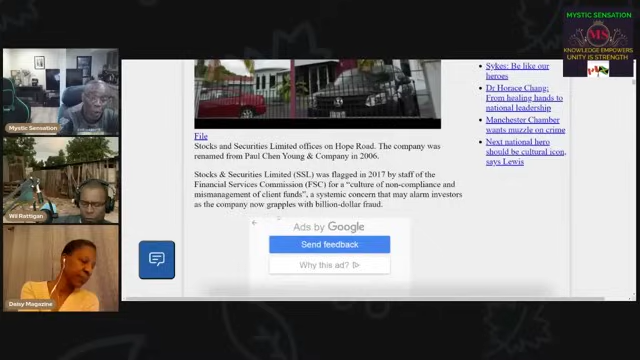 MYSTIC SENSATION
MS
KNOWLEDGE EMPOWERS
UNITY IS STRENGTH
Mystic Sensation
Wil Rattigan
Daisy Magazine
File
Stocks and Securities Limited offices on Hope Road. The company was
renamed from Paul Chen Young & Company in 2006.
Stocks & Securities Limited (SSL) was flagged in 2017 by staff of the
Financial Services Commission (FSC) for a "culture of non-compliance and
mismanagement of client funds", a systemic concern that may alarm investors
as the company now grapples with billion-dollar fraud.
Ads by Google
Send feedback
Why this ad?
Sykes: Be like our
heroes
Dr Horace Chang:
From healing hands to
national leadership
Manchester Chamber
wants muzzle on crime
Next national hero
should be cultural icon,
says Lewis